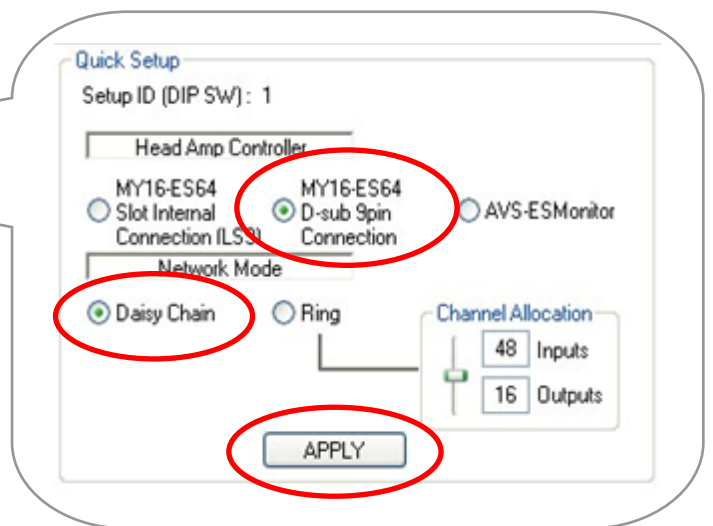 Quick Setup
Setup ID (DIP SW) : 1
Head Amp Controller
MY16-ES64
Slot Internal
Connection (LS9)
MY16-ES64
D-sub 9pin
Connection
AVS-ESMonitor
Network Mode
Daisy Chain
Ring
Channel Allocation
48 Inputs
16 Outputs
APPLY